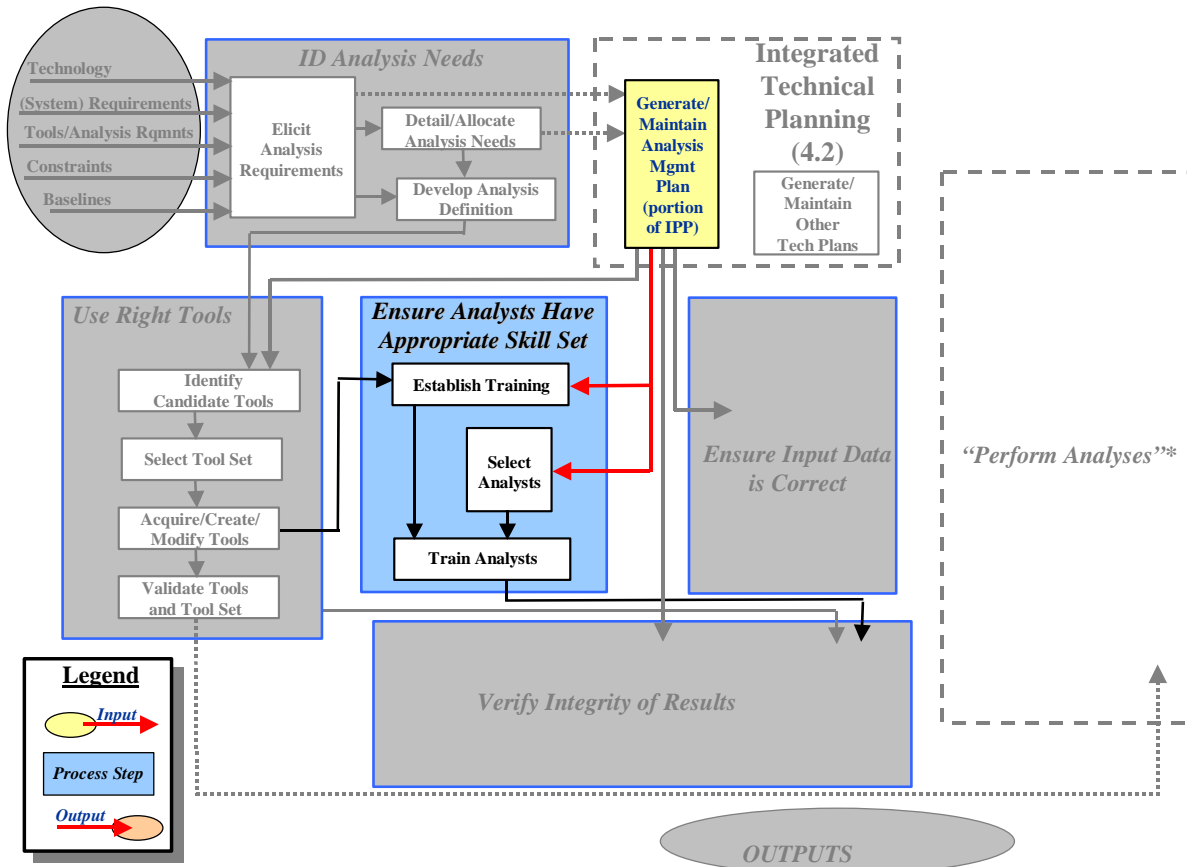 ID Analysis Needs
Technology
(System) Requirements
Tools/Analysis Rqmnts
Constraints
Baselines
Elicit
Analysis
Requirements
Detail/Allocate
Analysis Needs
Develop Analysis
Definition
Generate/
Maintain Analysis
Mgmt
Plan
(portion
of IPP)
Integrated
Technical
Planning
(4.2)
Generate/
Maintain
Other
Tech Plans
Use Right Tools
Identify
Candidate Tools
Select Tool Set
Acquire/Create/
Modify Tools
Validate Tools
and Tool Set
Ensure Analysts Have
Appropriate Skill Set
Establish Training
Select
Analysts
Train Analysts
Ensure Input Data
is Correct
“Perform Analyses”*
Verify Integrity of Results
Legend
Input
Process Step
Output
OUTPUTS